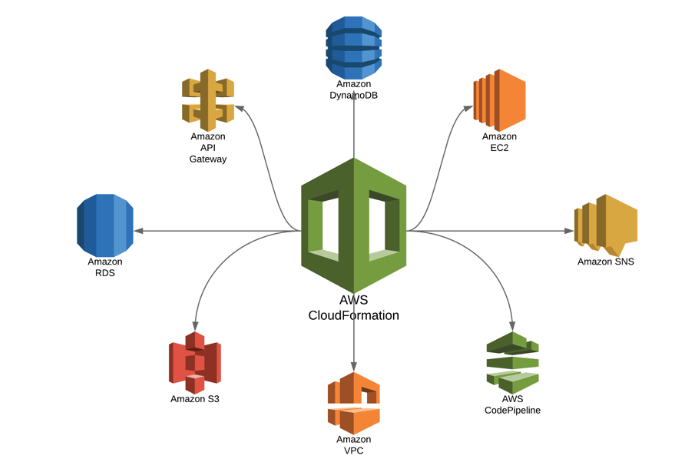 Amazon
DynamoDB
Amazon
API
Gateway
Amazon
EC2
Amazon
RDS
Amazon SNS
AWS
CloudFormation
Amazon S3
AWS
CodePipeline
Amazon
VPC